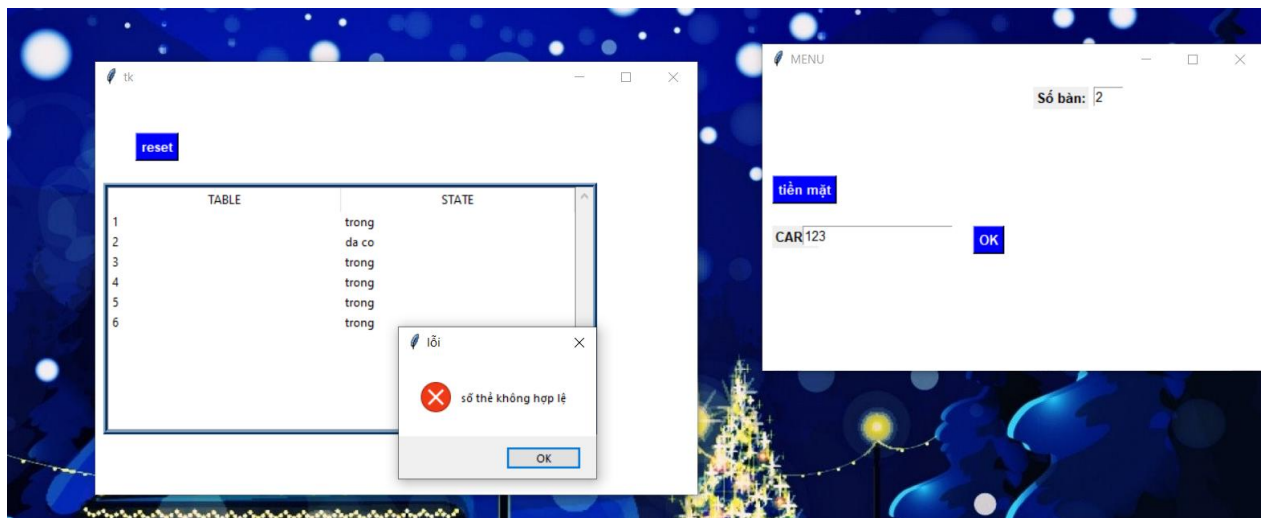 tk
reset
TABLE STATE
1 trong
2 da co
3 trong
4 trong
5 trong
6 trong
lỗi
số thẻ không hợp lệ
OK
MENU
Số bàn: 2
tiền mặt
CAR 123
OK